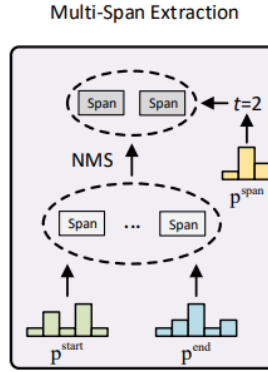 Multi-Span Extraction
Span Span
t=2
NMS
p^span
Span ... Span
p^start p^end